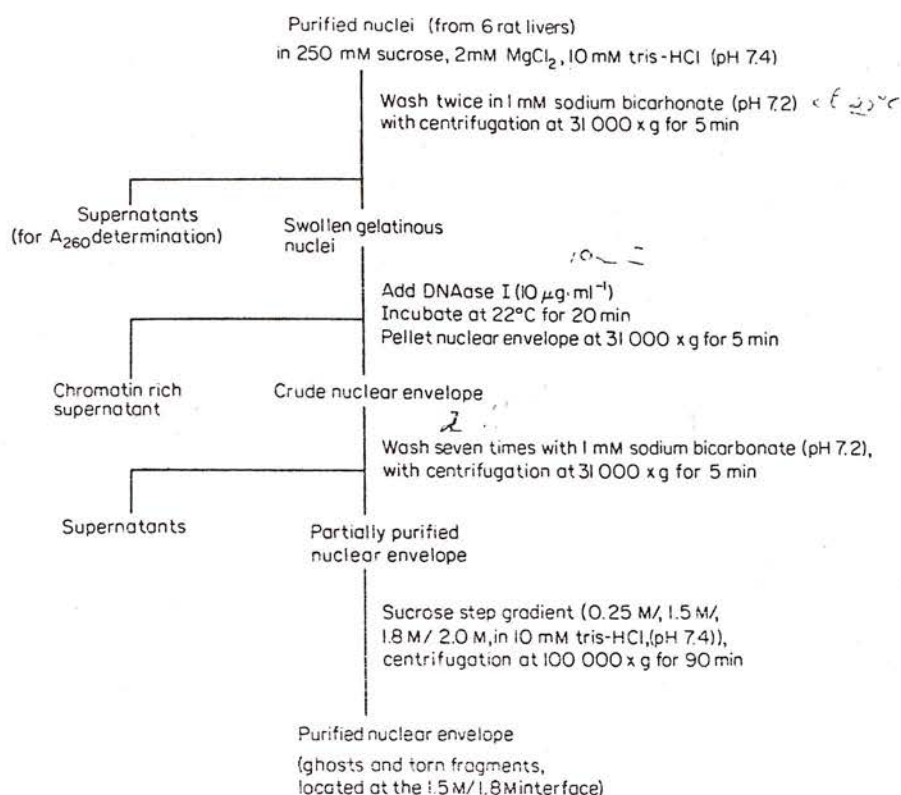 Purified nuclei (from 6 rat livers)
in 250 mM sucrose, 2mM MgCl₂, 10 mM tris-HCl (pH 7.4)
Wash twice in 1 mM sodium bicarhonate (pH 7.2)
with centrifugation at 31 000 x g for 5 min
Supernatants
(for A₂₆₀ determination)
Swollen gelatinous
nuclei
Add DNAase I (10 µg·ml⁻¹)
Incubate at 22°C for 20 min
Pellet nuclear envelope at 31 000 x g for 5 min
Chromatin rich
supernatant
Crude nuclear envelope
2
Wash seven times with 1 mM sodium bicarbonate (pH 7.2),
with centrifugation at 31 000 x g for 5 min
Supernatants
Partially purified
nuclear envelope
Sucrose step gradient (0.25 M/, 1.5 M/,
1.8 M/ 2.0 M, in 10 mM tris-HCl, (pH 7.4)),
centrifugation at 100 000 x g for 90 min
Purified nuclear envelope
(ghosts and torn fragments,
located at the 1.5 M/ 1.8M interface)